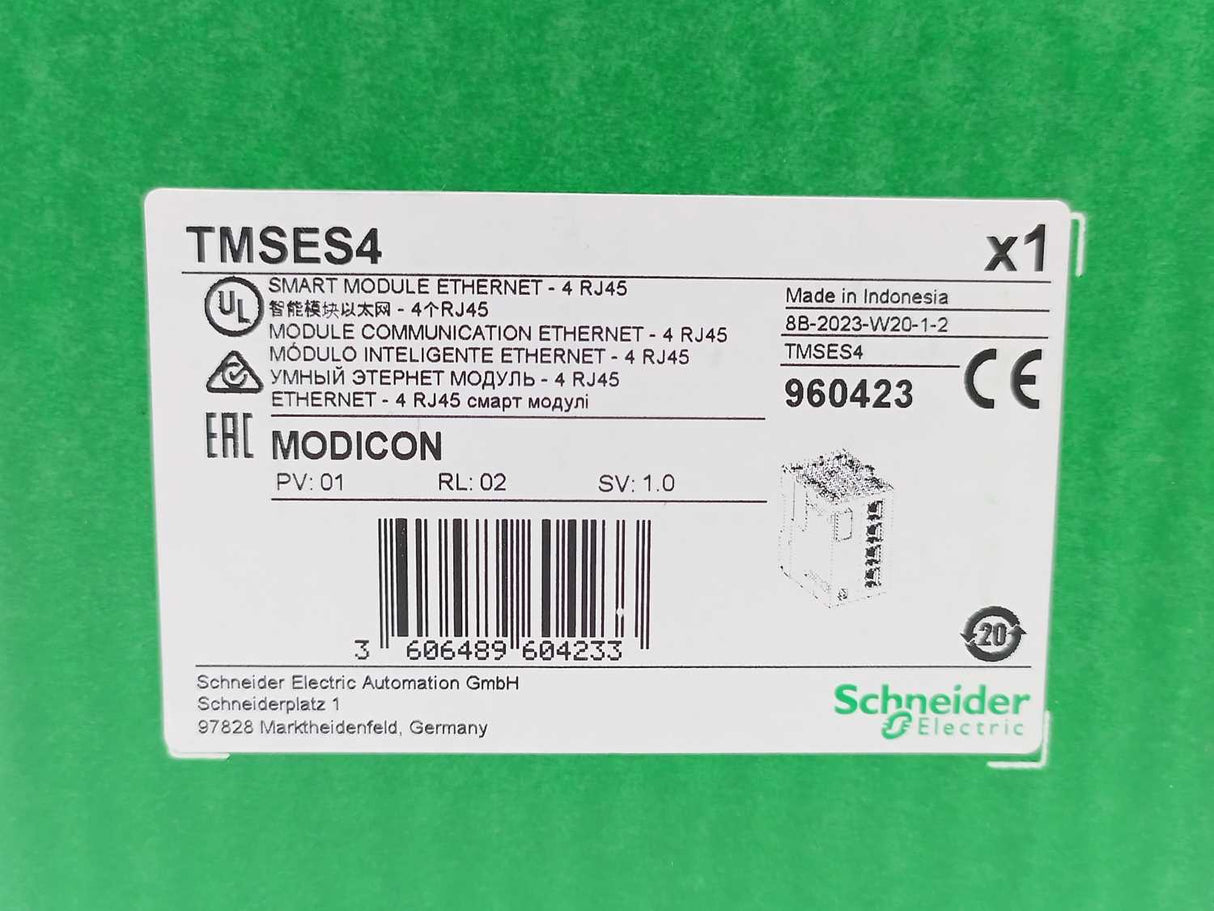 TMSES4
x1
UL
SMART MODULE ETHERNET - 4 RJ45
智能模块以太网 - 4个RJ45
MODULE COMMUNICATION ETHERNET - 4 RJ45
MÓDULO INTELIGENTE ETHERNET - 4 RJ45
УМНЫЙ ЭТЕРНЕТ МОДУЛЬ - 4 RJ45
ETHERNET - 4 RJ45 смарт модулі
Made in Indonesia
8B-2023-W20-1-2
TMSES4
960423
CE
EAC
MODICON
PV: 01 RL: 02 SV: 1.0
3 606489 604233
20
Schneider Electric Automation GmbH
Schneiderplatz 1
97828 Marktheidenfeld, Germany
Schneider
Electric